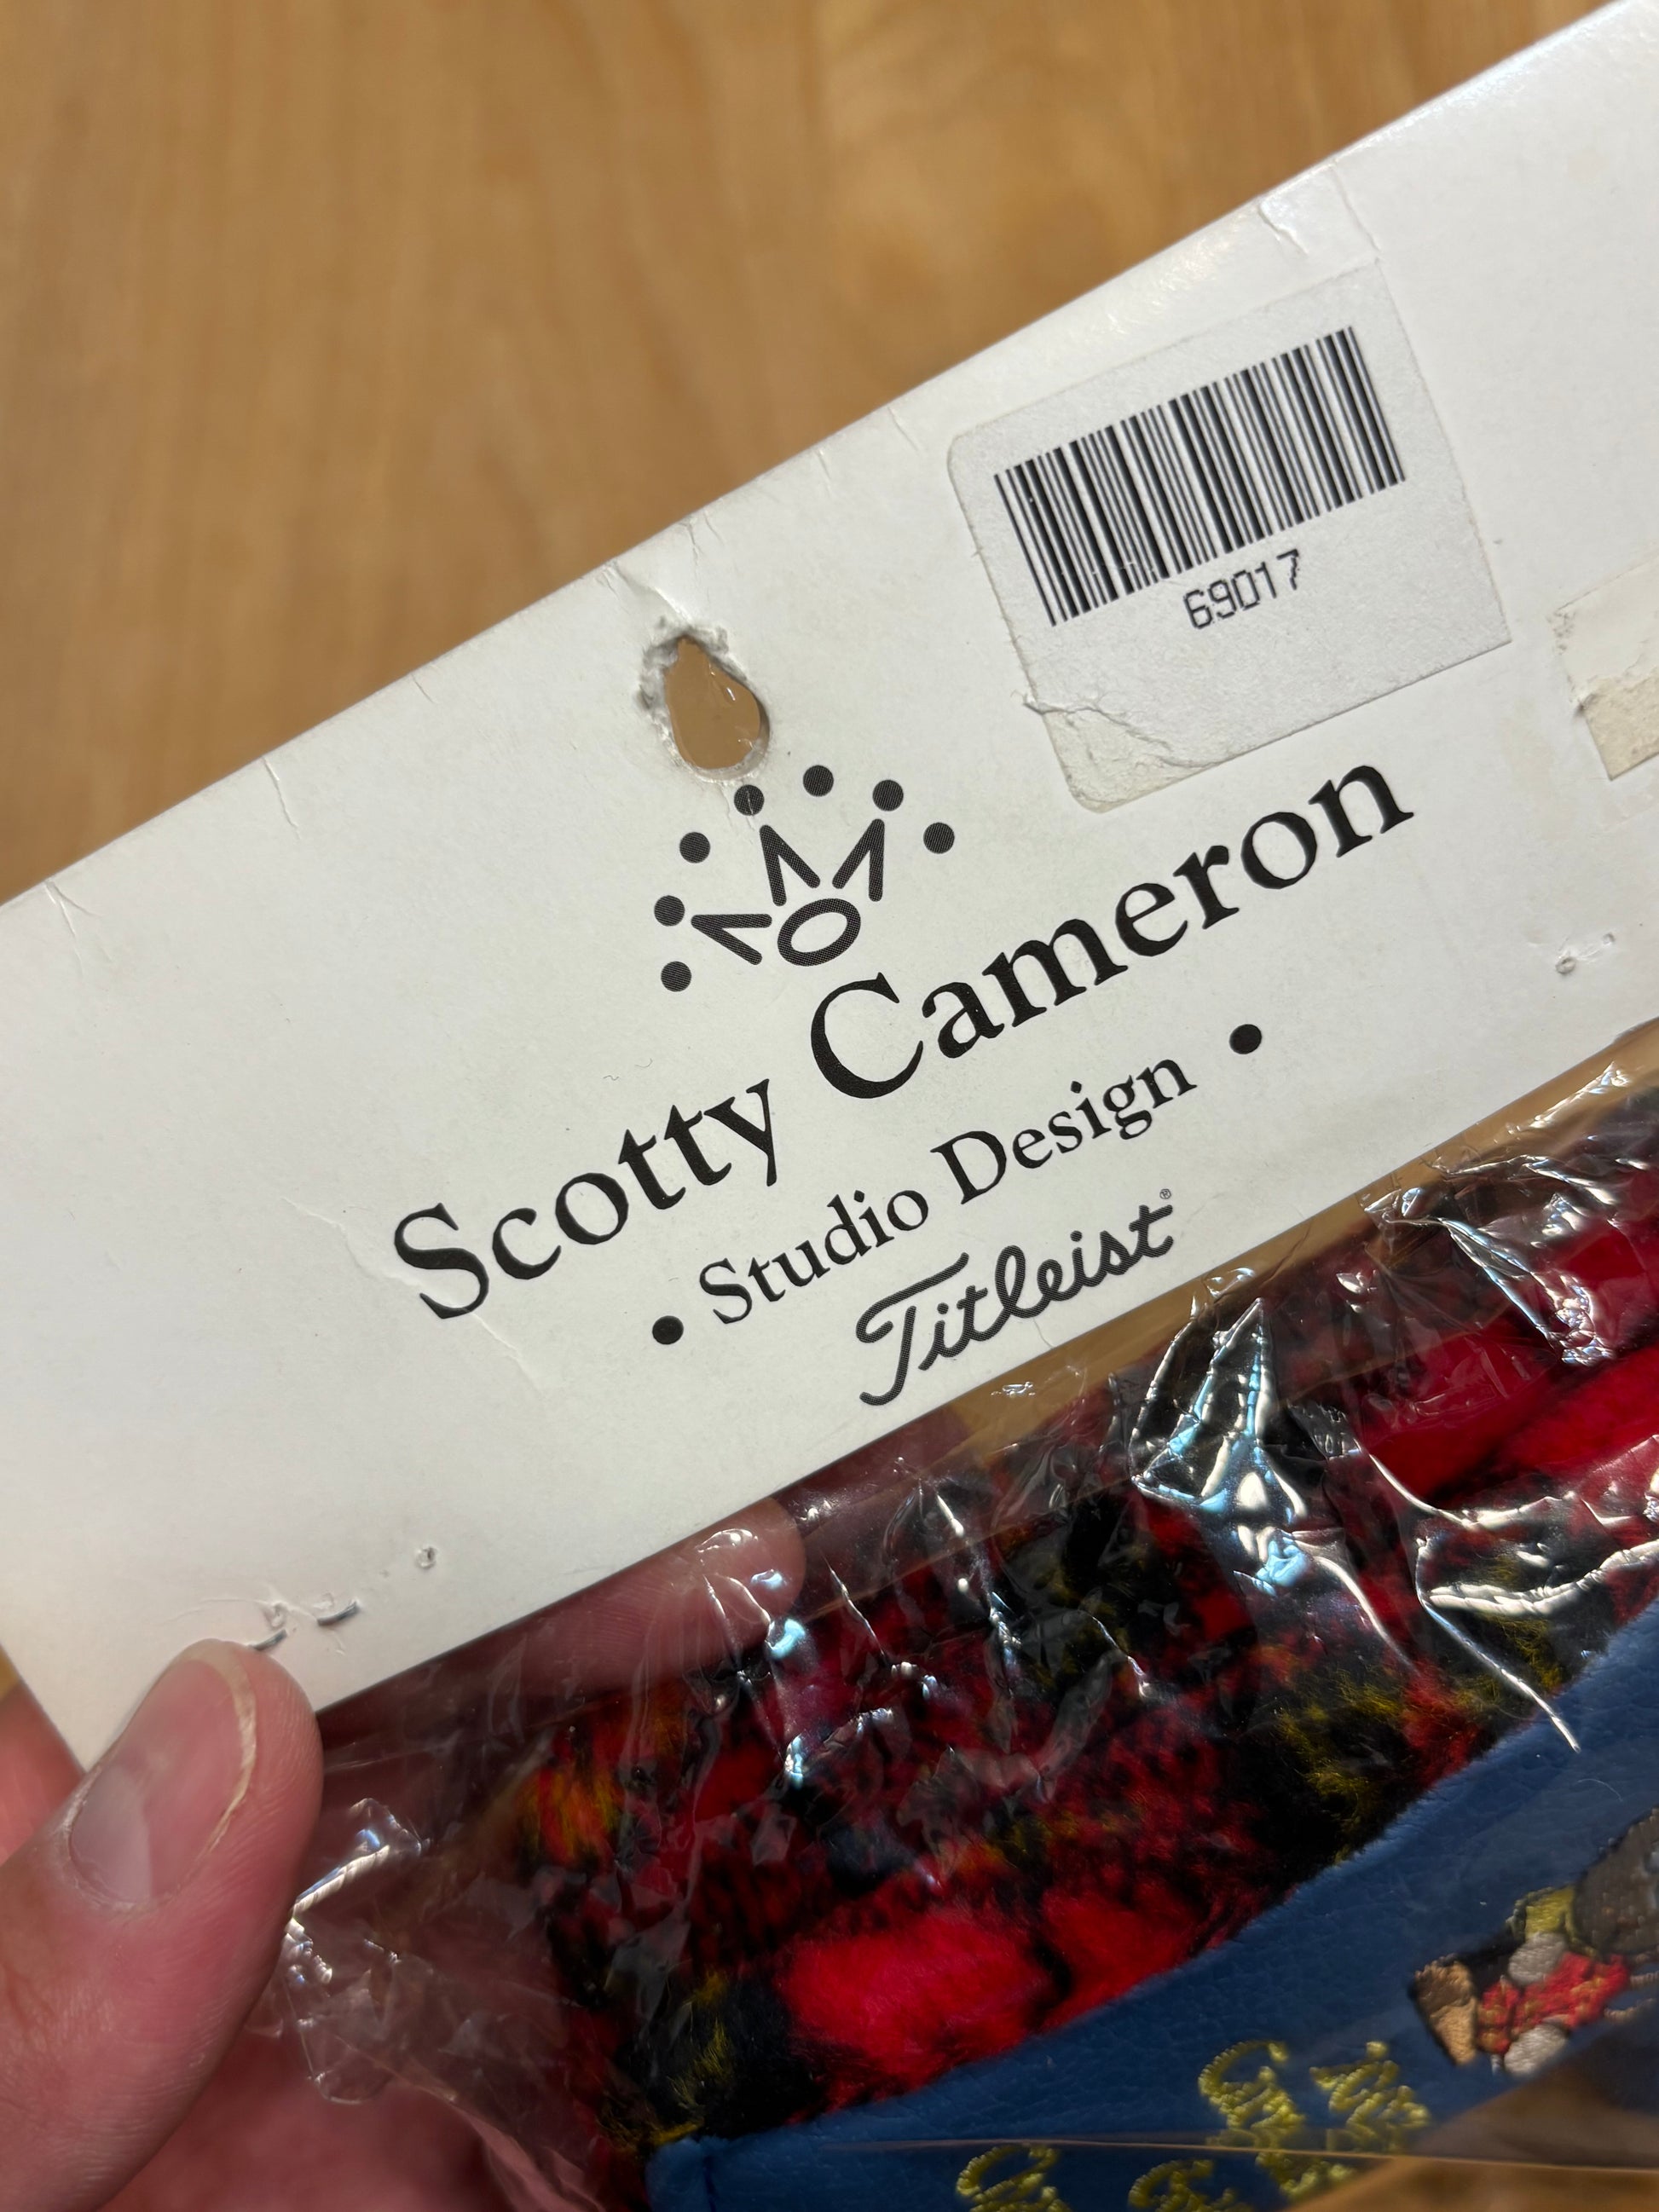 69017
Scotty Cameron
• Studio Design •
Titleist®